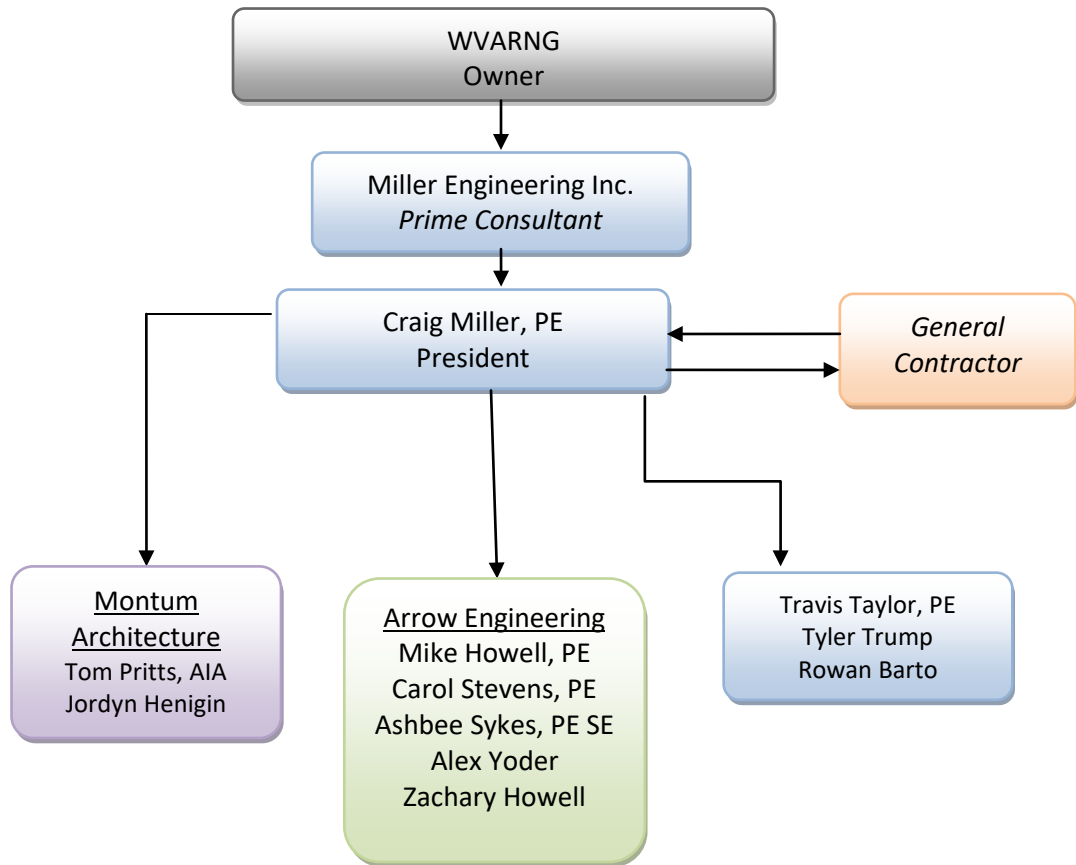 WVARNG
Owner
Miller Engineering Inc.
Prime Consultant
Craig Miller, PE
President
General
Contractor
Montum
Architecture
Tom Pritts, AIA
Jordyn Henigin
Arrow Engineering
Mike Howell, PE
Carol Stevens, PE
Ashbee Sykes, PE SE
Alex Yoder
Zachary Howell
Travis Taylor, PE
Tyler Trump
Rowan Barto